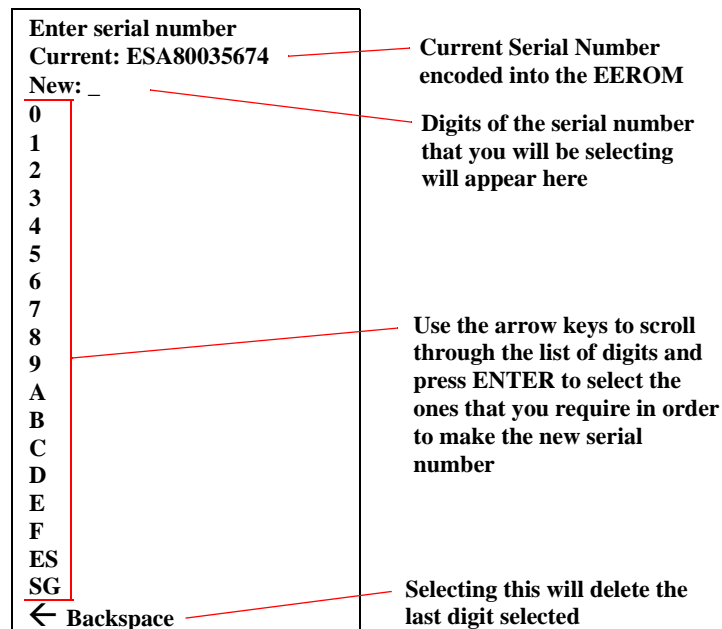 Enter serial number
Current: ESA80035674
New: _
0
1
2
3
4
5
6
7
8
9
A
B
C
D
E
F
ES
SG
← Backspace
Current Serial Number
encoded into the EEROM
Digits of the serial number
that you will be selecting
will appear here
Use the arrow keys to scroll
through the list of digits and
press ENTER to select the
ones that you require in order
to make the new serial
number
Selecting this will delete the
last digit selected